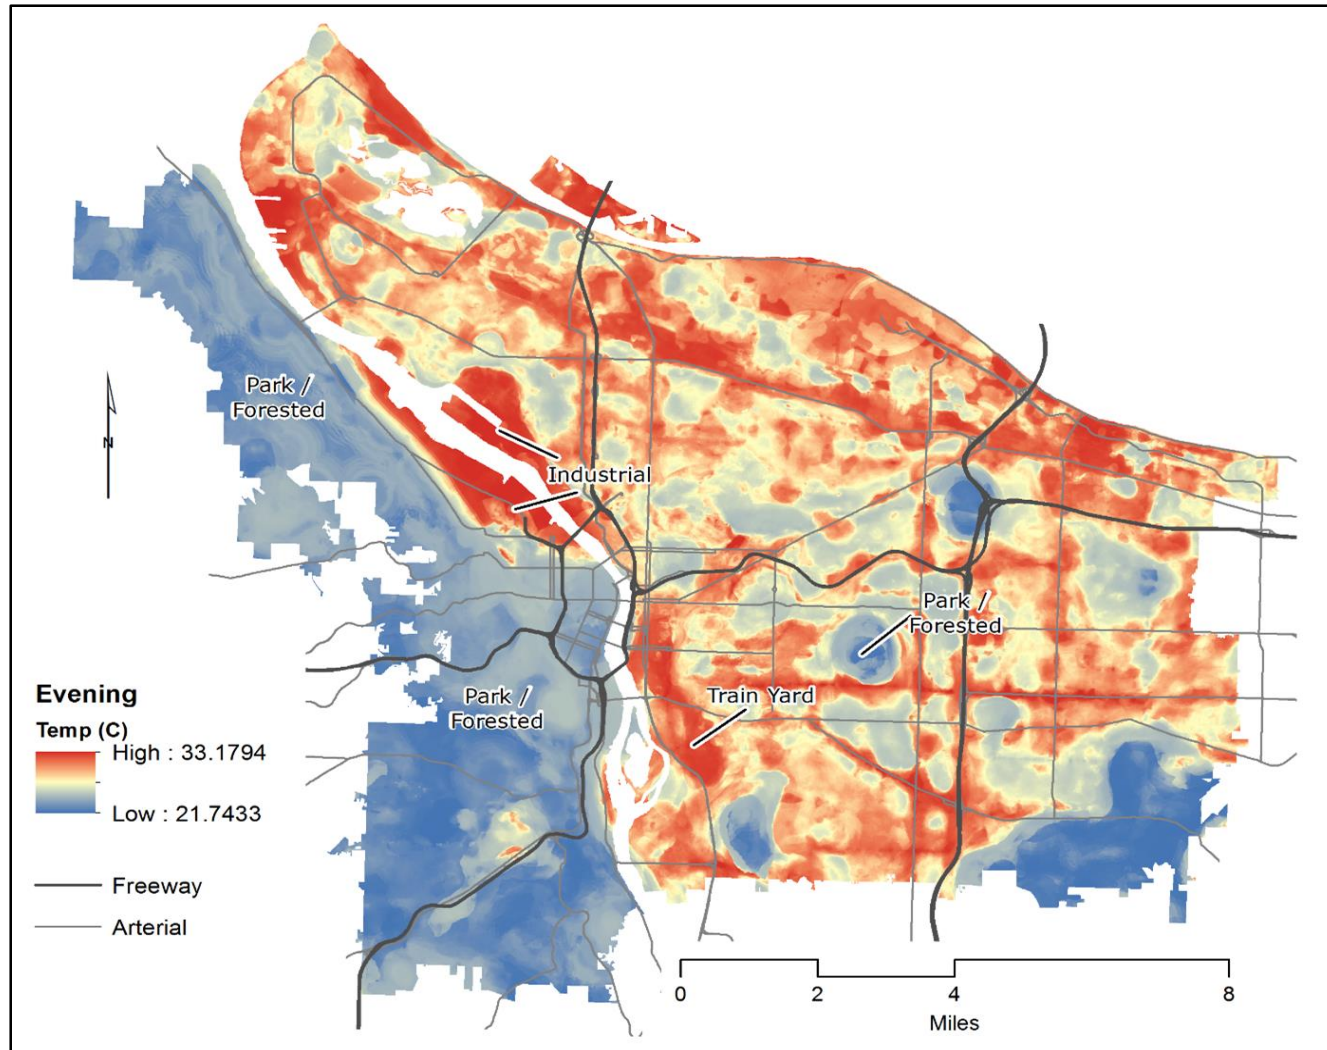 Park /
Forested
N
Industrial
Park /
Forested
Park /
Forested
Train Yard
Evening
Temp (C)
High : 33.1794
Low : 21.7433
Freeway
Arterial
0 2 4 8
Miles